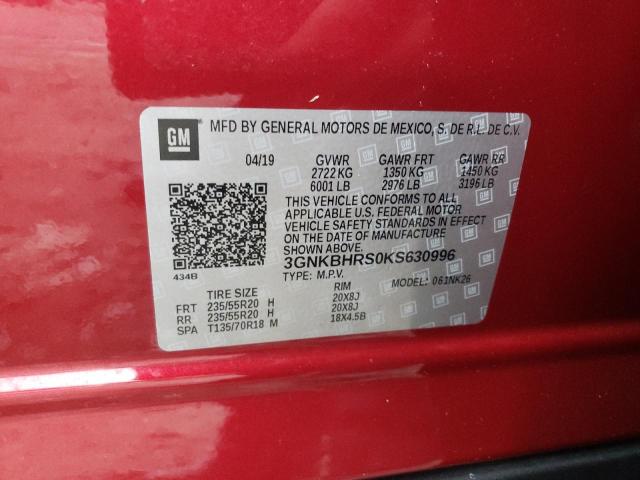 GM MFD BY GENERAL MOTORS DE MEXICO, S. DE R.L. DE C.V.
04/19 GVWR GAWR FRT GAWR RR
2722 KG 1350 KG 1450 KG
6001 LB 2976 LB 3196 LB
THIS VEHICLE CONFORMS TO ALL
APPLICABLE U.S. FEDERAL MOTOR
VEHICLE SAFETY STANDARDS IN EFFECT
ON THE DATE OF MANUFACTURE
SHOWN ABOVE.
3GNKBHRS0KS630996
434B TYPE: M.P.V. MODEL: 061NK26
TIRE SIZE RIM
FRT 235/55R20 H 20X8J
RR 235/55R20 H 20X8J
SPA T135/70R18 M 18X4.5B